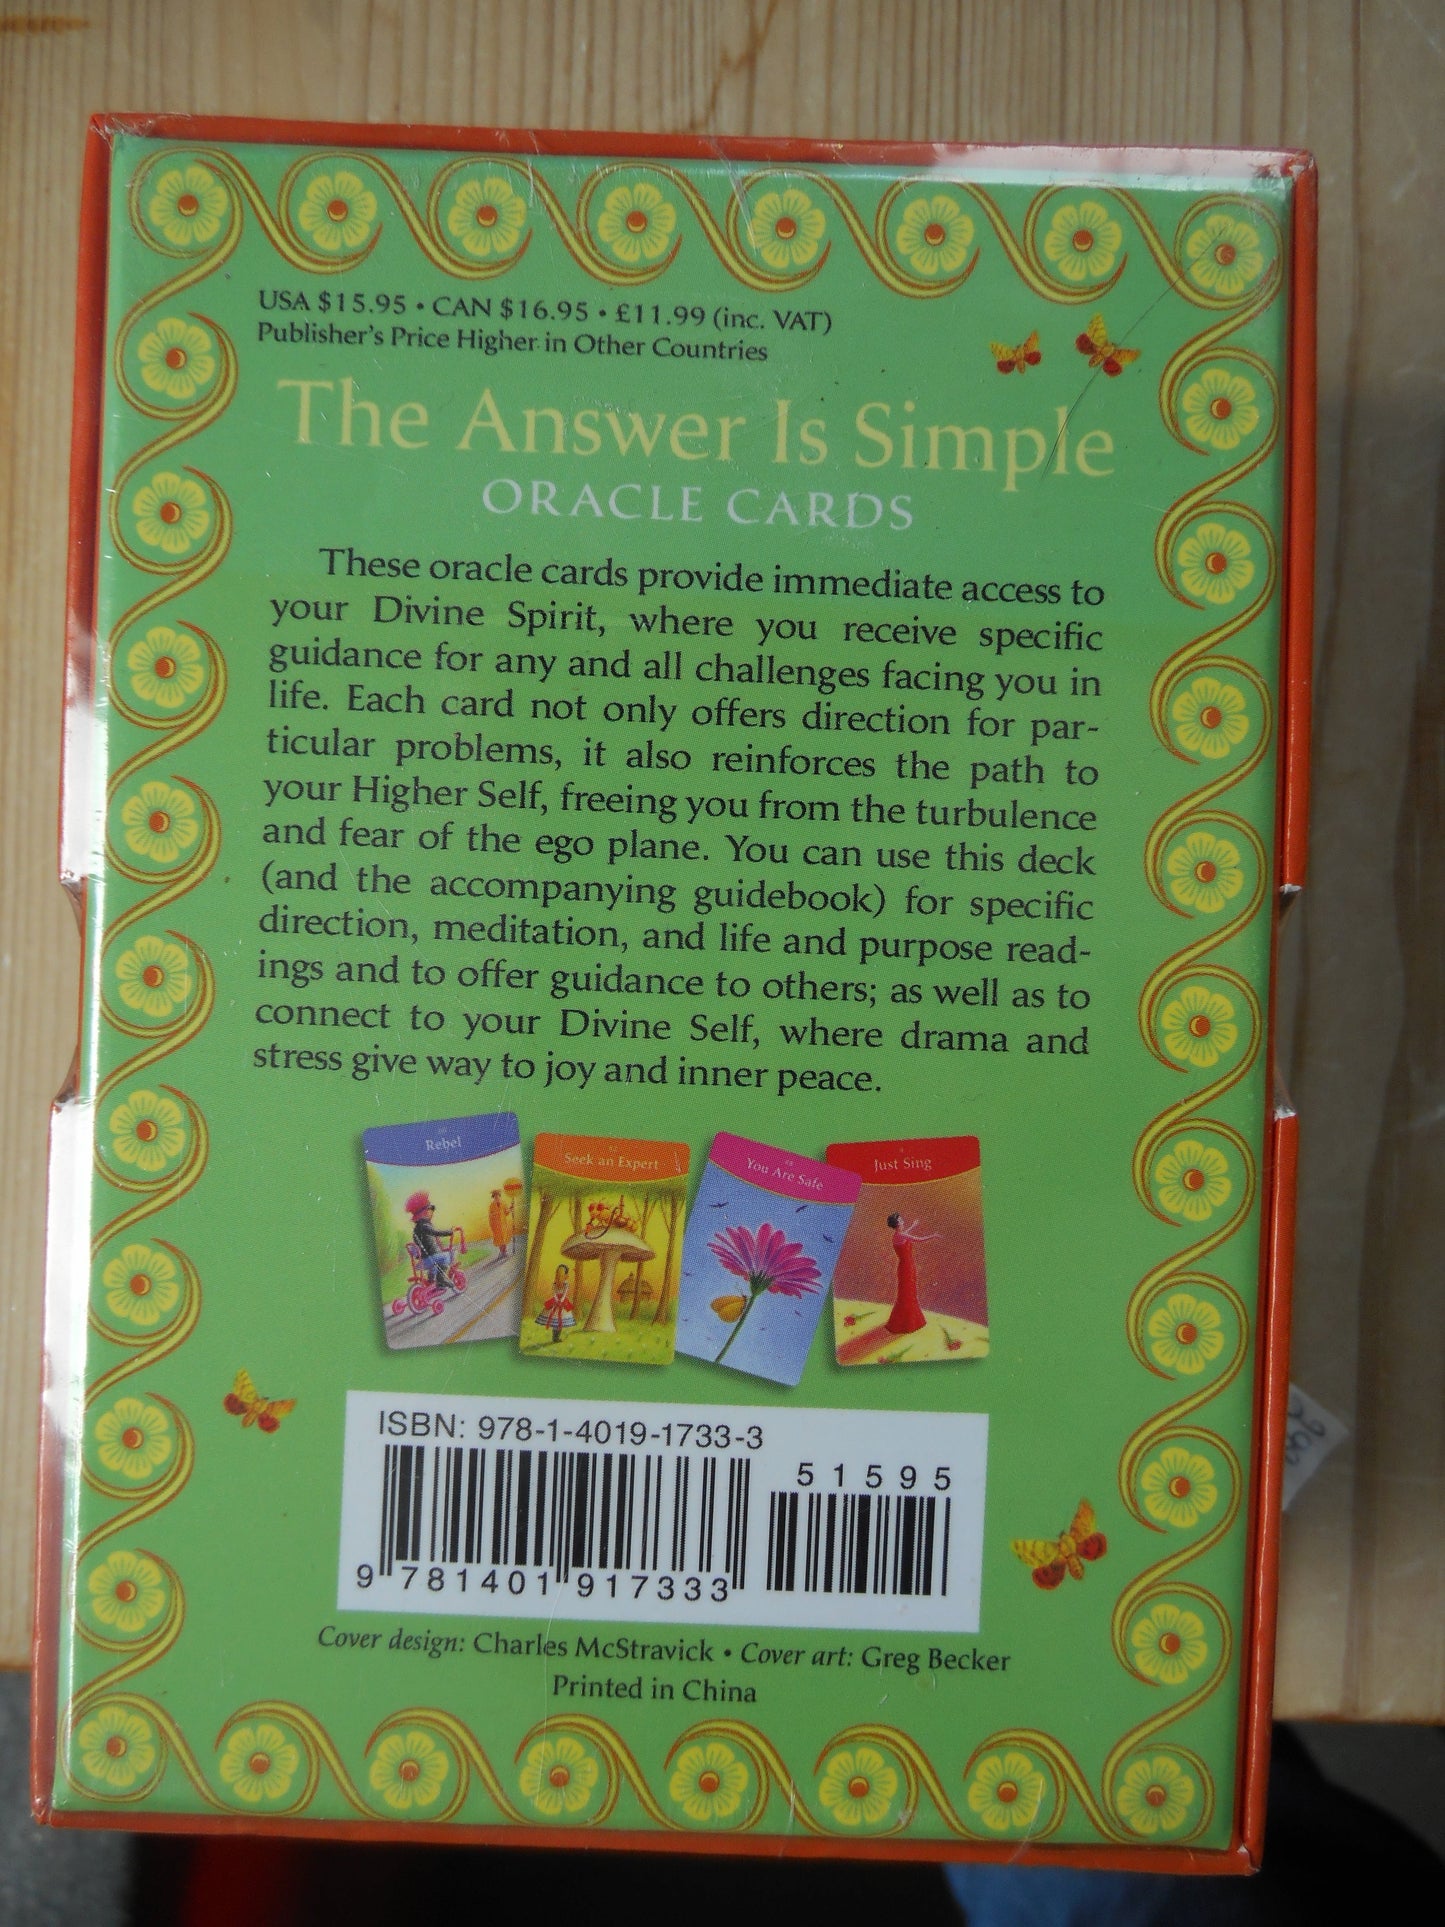 USA $15.95 • CAN $16.95 • £11.99 (inc. VAT)
Publisher's Price Higher in Other Countries
The Answer Is Simple
ORACLE CARDS
These oracle cards provide immediate access to
your Divine Spirit, where you receive specific
guidance for any and all challenges facing you in
life. Each card not only offers direction for par-
ticular problems, it also reinforces the path to
your Higher Self, freeing you from the turbulence
and fear of the ego plane. You can use this deck
(and the accompanying guidebook) for specific
direction, meditation, and life and purpose read-
ings and to offer guidance to others; as well as to
connect to your Divine Self, where drama and
stress give way to joy and inner peace.
Rebel
Seek an Expert
You Are Safe
Just Sing
ISBN: 978-1-4019-1733-3
51595
9 781401 917333
Cover design: Charles McStravick • Cover art: Greg Becker
Printed in China